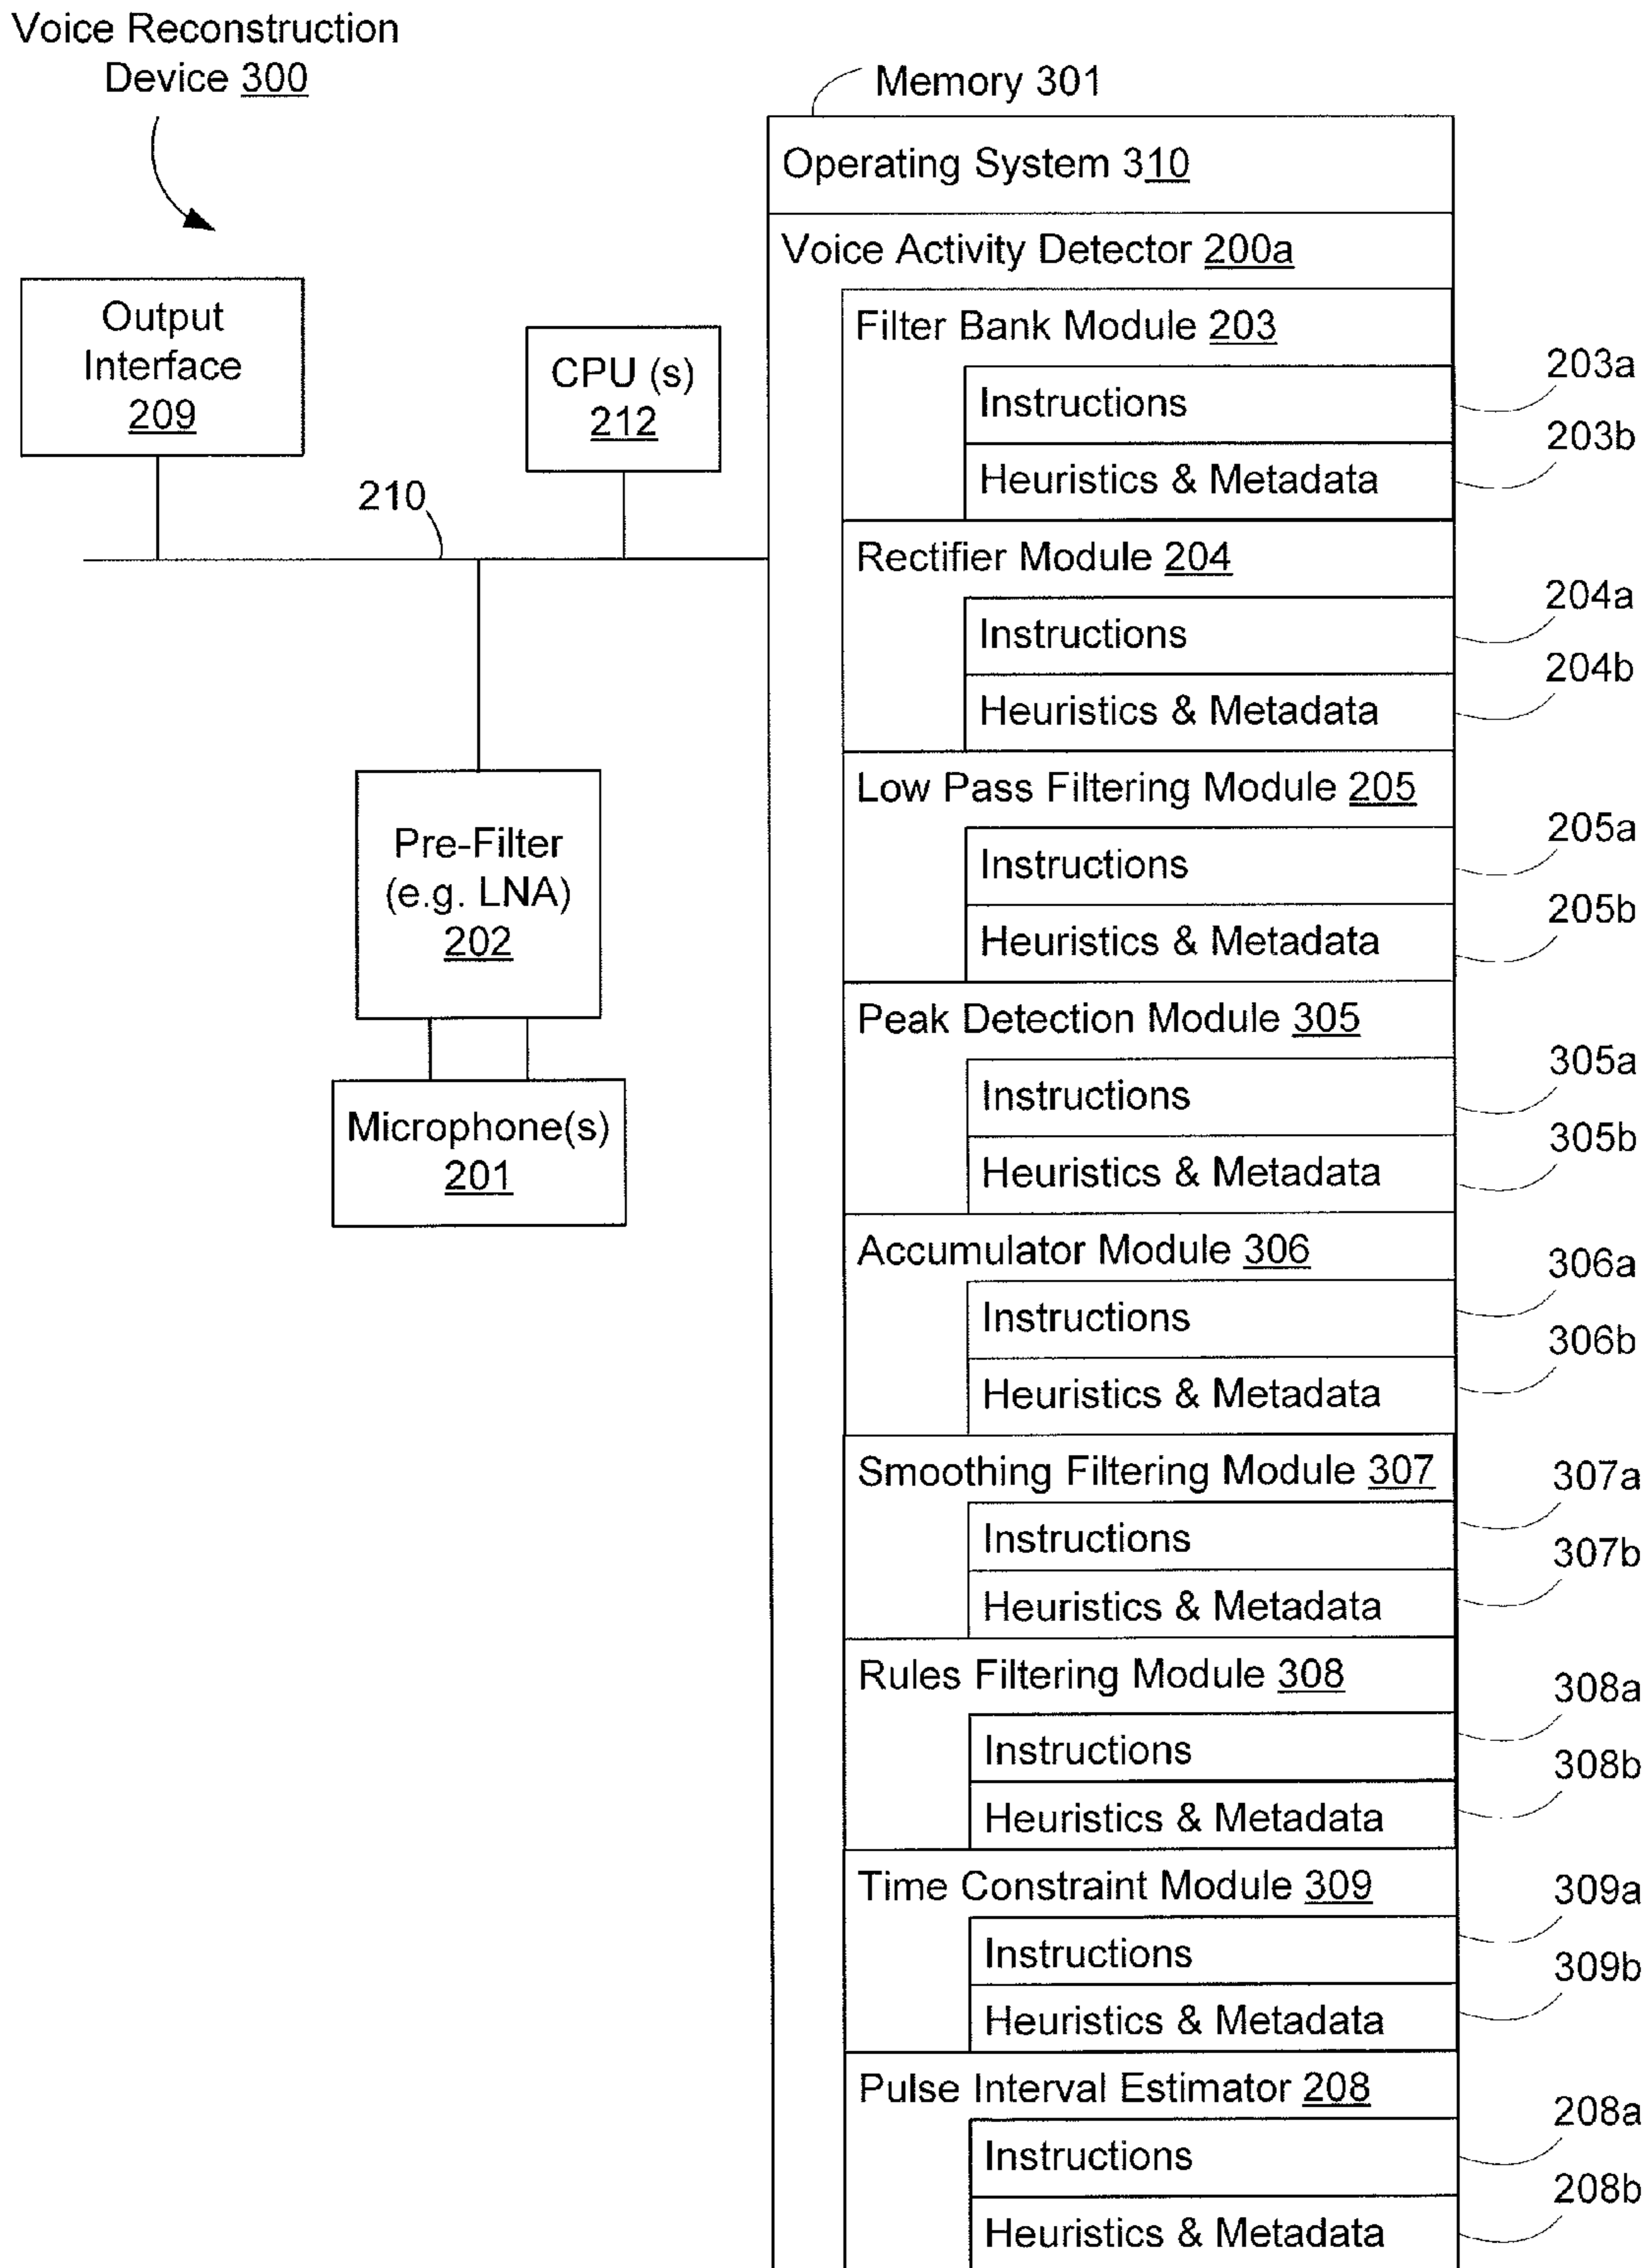 Voice Reconstruction
Device 300
Memory 301
Operating System 310
Voice Activity Detector 200a
Output
Interface
209
CPU (s)
212
210
Pre-Filter
(e.g. LNA)
202
Microphone(s)
201
Filter Bank Module 203
Instructions
203a
Heuristics & Metadata
203b
Rectifier Module 204
Instructions
204a
Heuristics & Metadata
204b
Low Pass Filtering Module 205
Instructions
205a
Heuristics & Metadata
205b
Peak Detection Module 305
Instructions
305a
Heuristics & Metadata
305b
Accumulator Module 306
Instructions
306a
Heuristics & Metadata
306b
Smoothing Filtering Module 307
Instructions
307a
Heuristics & Metadata
307b
Rules Filtering Module 308
Instructions
308a
Heuristics & Metadata
308b
Time Constraint Module 309
Instructions
309a
Heuristics & Metadata
309b
Pulse Interval Estimator 208
Instructions
208a
Heuristics & Metadata
208b